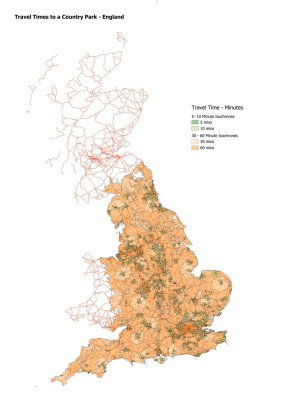 Travel Times to a Country Park - England
Travel Time - Minutes
5- 10 Minute Isochrones
5 mins
10 mins
30 - 60 Minute Isochrones
30 mins
60 mins